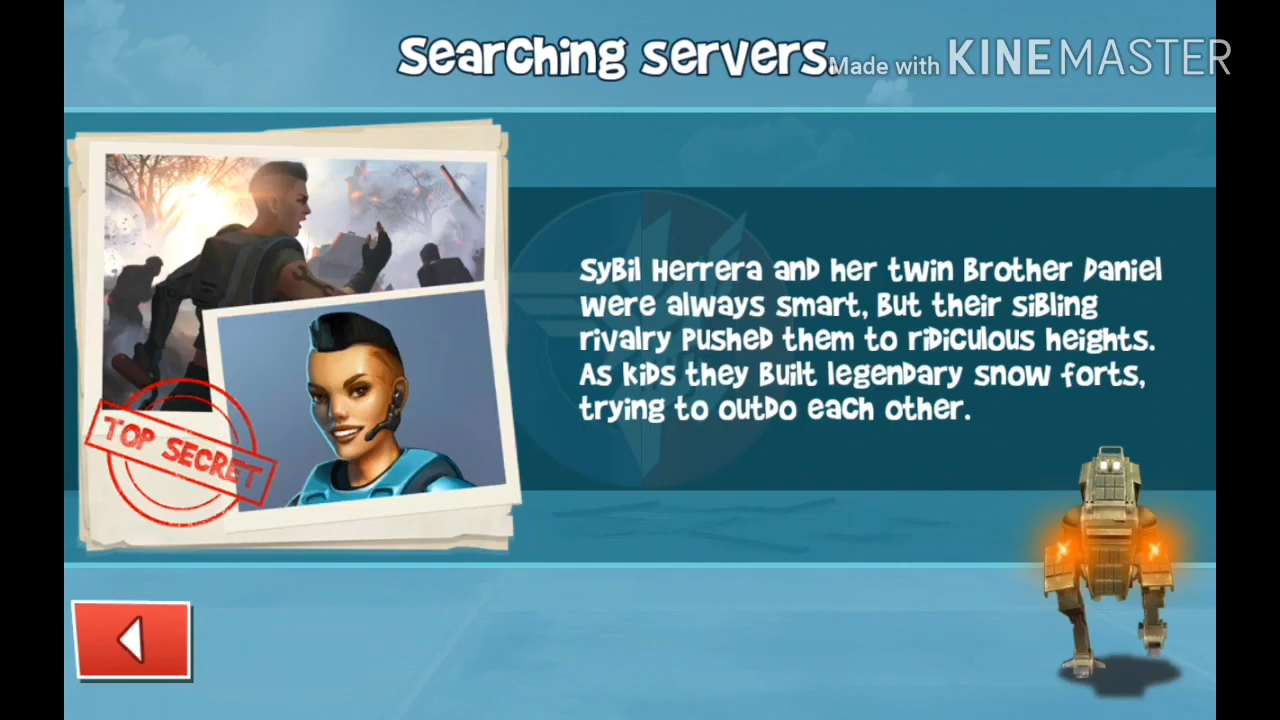 Searching servers.
Made with KINEMASTER
Sybil Herrera and her twin brother Daniel
were always smart, but their sibling
rivalry pushed them to ridiculous heights.
As kids they built legendary snow forts,
trying to outdo each other.
TOP SECRET